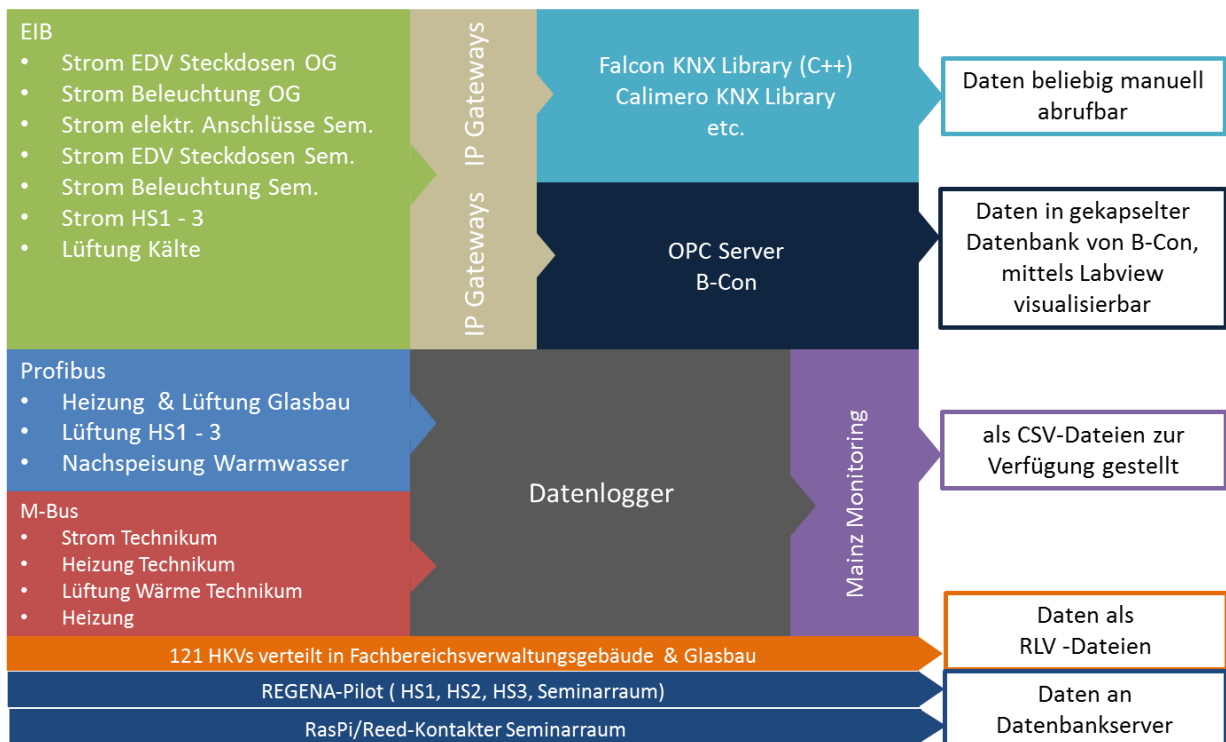 EIB
• Strom EDV Steckdosen OG
• Strom Beleuchtung OG
• Strom elektr. Anschlüsse Sem.
• Strom EDV Steckdosen Sem.
• Strom Beleuchtung Sem.
• Strom HS1 - 3
• Lüftung Kälte
IP Gateways
IP Gateways
Falcon KNX Library (C++)
Calimero KNX Library
etc.
Daten beliebig manuell
abrufbar
OPC Server
B-Con
Daten in gekapselter
Datenbank von B-Con,
mittels Labview
visualisierbar
Profibus
• Heizung & Lüftung Glasbau
• Lüftung HS1 - 3
• Nachspeisung Warmwasser
M-Bus
• Strom Technikum
• Heizung Technikum
• Lüftung Wärme Technikum
• Heizung
Datenlogger
Mainz Monitoring
als CSV-Dateien zur
Verfügung gestellt
121 HKVs verteilt in Fachbereichsverwaltungsgebäude & Glasbau
Daten als
RLV -Dateien
REGENA-Pilot ( HS1, HS2, HS3, Seminarraum)
RasPi/Reed-Kontakter Seminarraum
Daten an
Datenbankserver